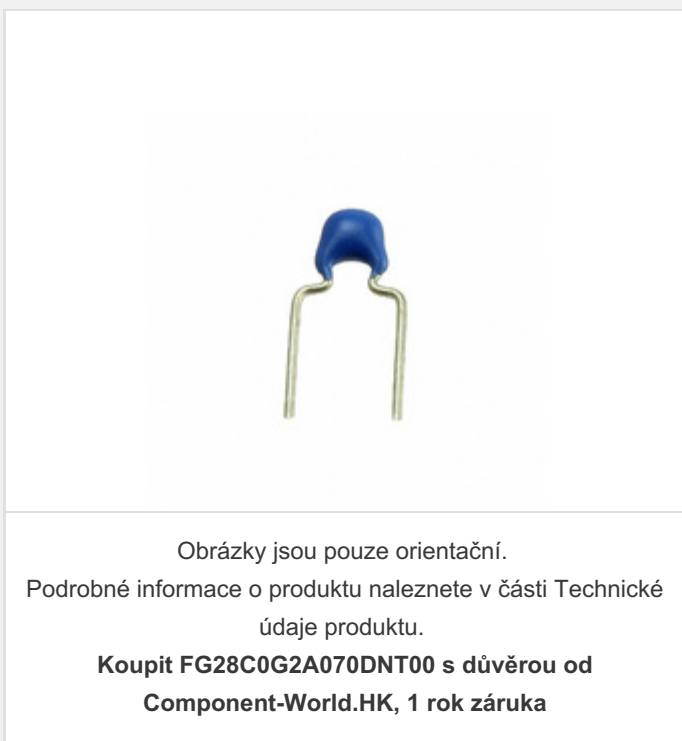 Obrázky jsou pouze orientační.
Podrobné informace o produktu naleznete v části Technické
údaje produktu.
Koupit FG28C0G2A070DNT00 s důvěrou od
Component-World.HK, 1 rok záruka